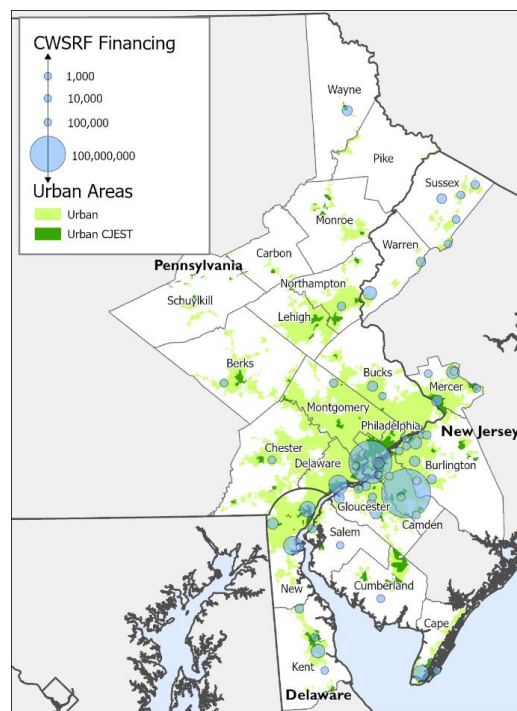 CWSRF Financing
1,000
10,000
100,000
100,000,000
Urban Areas
Urban
Urban CJEST
Wayne
Pike
Sussex
Monroe
Warren
Carbon
Pennsylvania
Northampton
Schuylkill
Lehigh
Berks
Bucks
Mercer
Montgomery
Philadelphia
New Jersey
Chester
Delaware
Burlington
Gloucester
Camden
Salem
Cumberland
New
Cape
Kent
Delaware